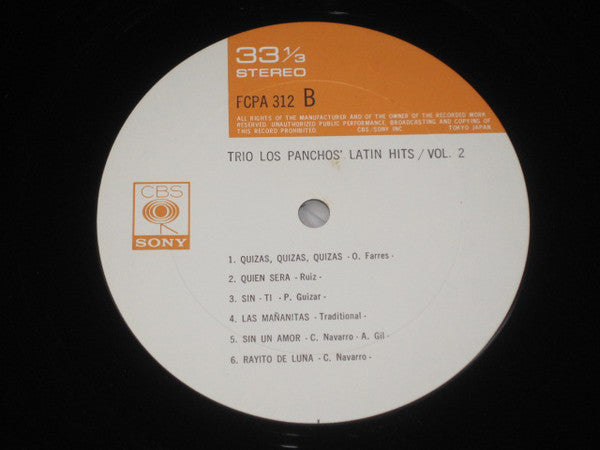 33 1/3
STEREO
FCPA 312 B
ALL RIGHTS OF THE MANUFACTURER AND OF THE OWNER OF THE RECORDED WORK
RESERVED. UNAUTHORIZED PUBLIC PERFORMANCE, BROADCASTING AND COPYING OF
THIS RECORD PROHIBITED. CBS/SONY INC. TOKYO JAPAN
TRIO LOS PANCHOS' LATIN HITS / VOL. 2
CBS
SONY
1. QUIZAS, QUIZAS, QUIZAS - O. Farres -
2. QUIEN SERA - Ruiz -
3. SIN - TI - P. Guizar -
4. LAS MAÑANITAS - Traditional -
5. SIN UN AMOR - C. Navarro - A. Gil -
6. RAYITO DE LUNA - C. Navarro -